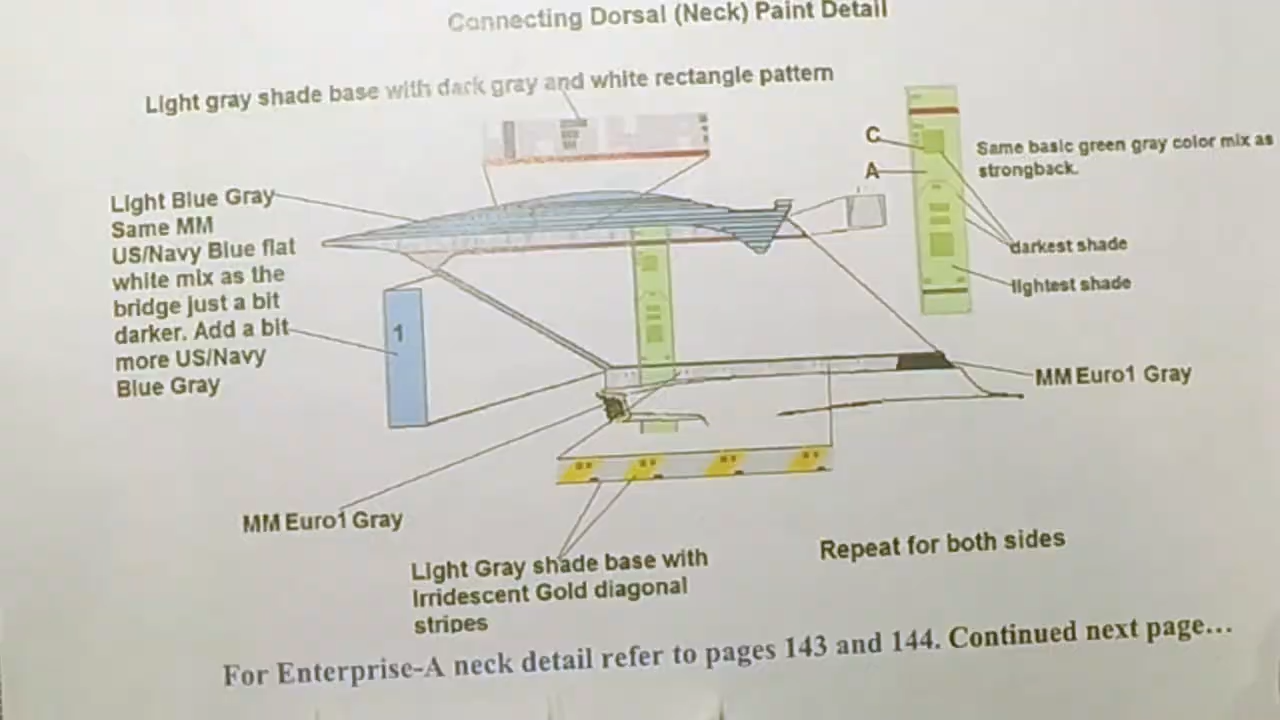 Connecting Dorsal (Neck) Paint Detail
Light gray shade base with dark gray and white rectangle pattern
C
A
Same basic green gray color mix as
strongback.
darkest shade
lightest shade
Light Blue Gray
Same MM
US/Navy Blue flat
white mix as the
bridge just a bit
darker. Add a bit
more US/Navy
Blue Gray
1
MM Euro1 Gray
MM Euro1 Gray
Light Gray shade base with
Irridescent Gold diagonal
stripes
Repeat for both sides
For Enterprise-A neck detail refer to pages 143 and 144. Continued next page...